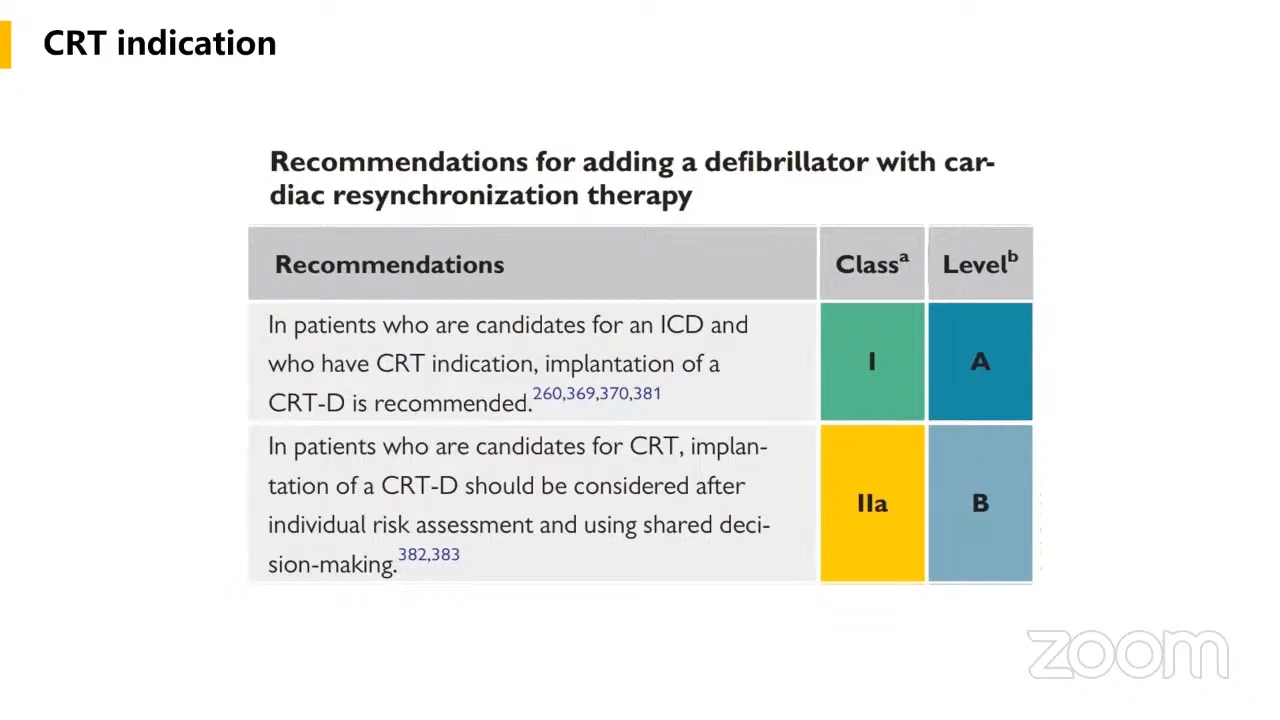 CRT indication
Recommendations for adding a defibrillator with car-
diac resynchronization therapy
Recommendations
Classa
Levelb
In patients who are candidates for an ICD and
who have CRT indication, implantation of a
CRT-D is recommended.260,369,370,381
I
A
In patients who are candidates for CRT, implan-
tation of a CRT-D should be considered after
individual risk assessment and using shared deci-
sion-making.382,383
IIa
B
zoom